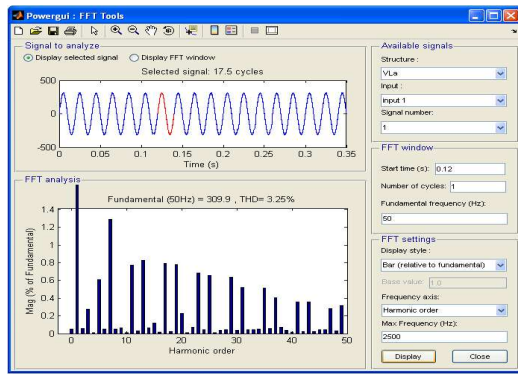 Powergui : FFT Tools
Signal to analyze
Display selected signal
Display FFT window
Selected signal: 17.5 cycles
500
0
-500
0 0.05 0.1 0.15 0.2 0.25 0.3 0.35
Time (s)
FFT analysis
Fundamental (50Hz) = 309.9 , THD= 3.25%
Mag (% of Fundamental)
1.4
1.2
1
0.8
0.6
0.4
0.2
0
0 10 20 30 40 50
Harmonic order
Available signals
Structure :
VLa
Input :
input 1
Signal number:
1
FFT window
Start time (s): 0.12
Number of cycles: 1
Fundamental frequency (Hz):
50
FFT settings
Display style :
Bar (relative to fundamental)
Base value: 1.0
Frequency axis:
Harmonic order
Max Frequency (Hz):
2500
Display
Close